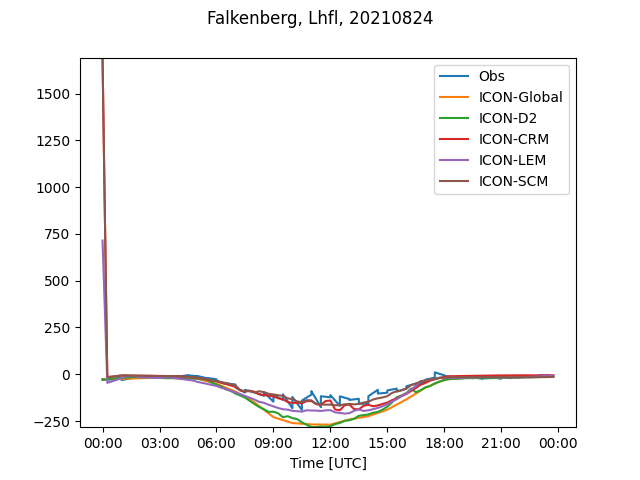 Falkenberg, Lhfl, 20210824
1500
1250
1000
750
500
250
0
−250
Obs
ICON-Global
ICON-D2
ICON-CRM
ICON-LEM
ICON-SCM
00:00 03:00 06:00 09:00 12:00 15:00 18:00 21:00 00:00
Time [UTC]